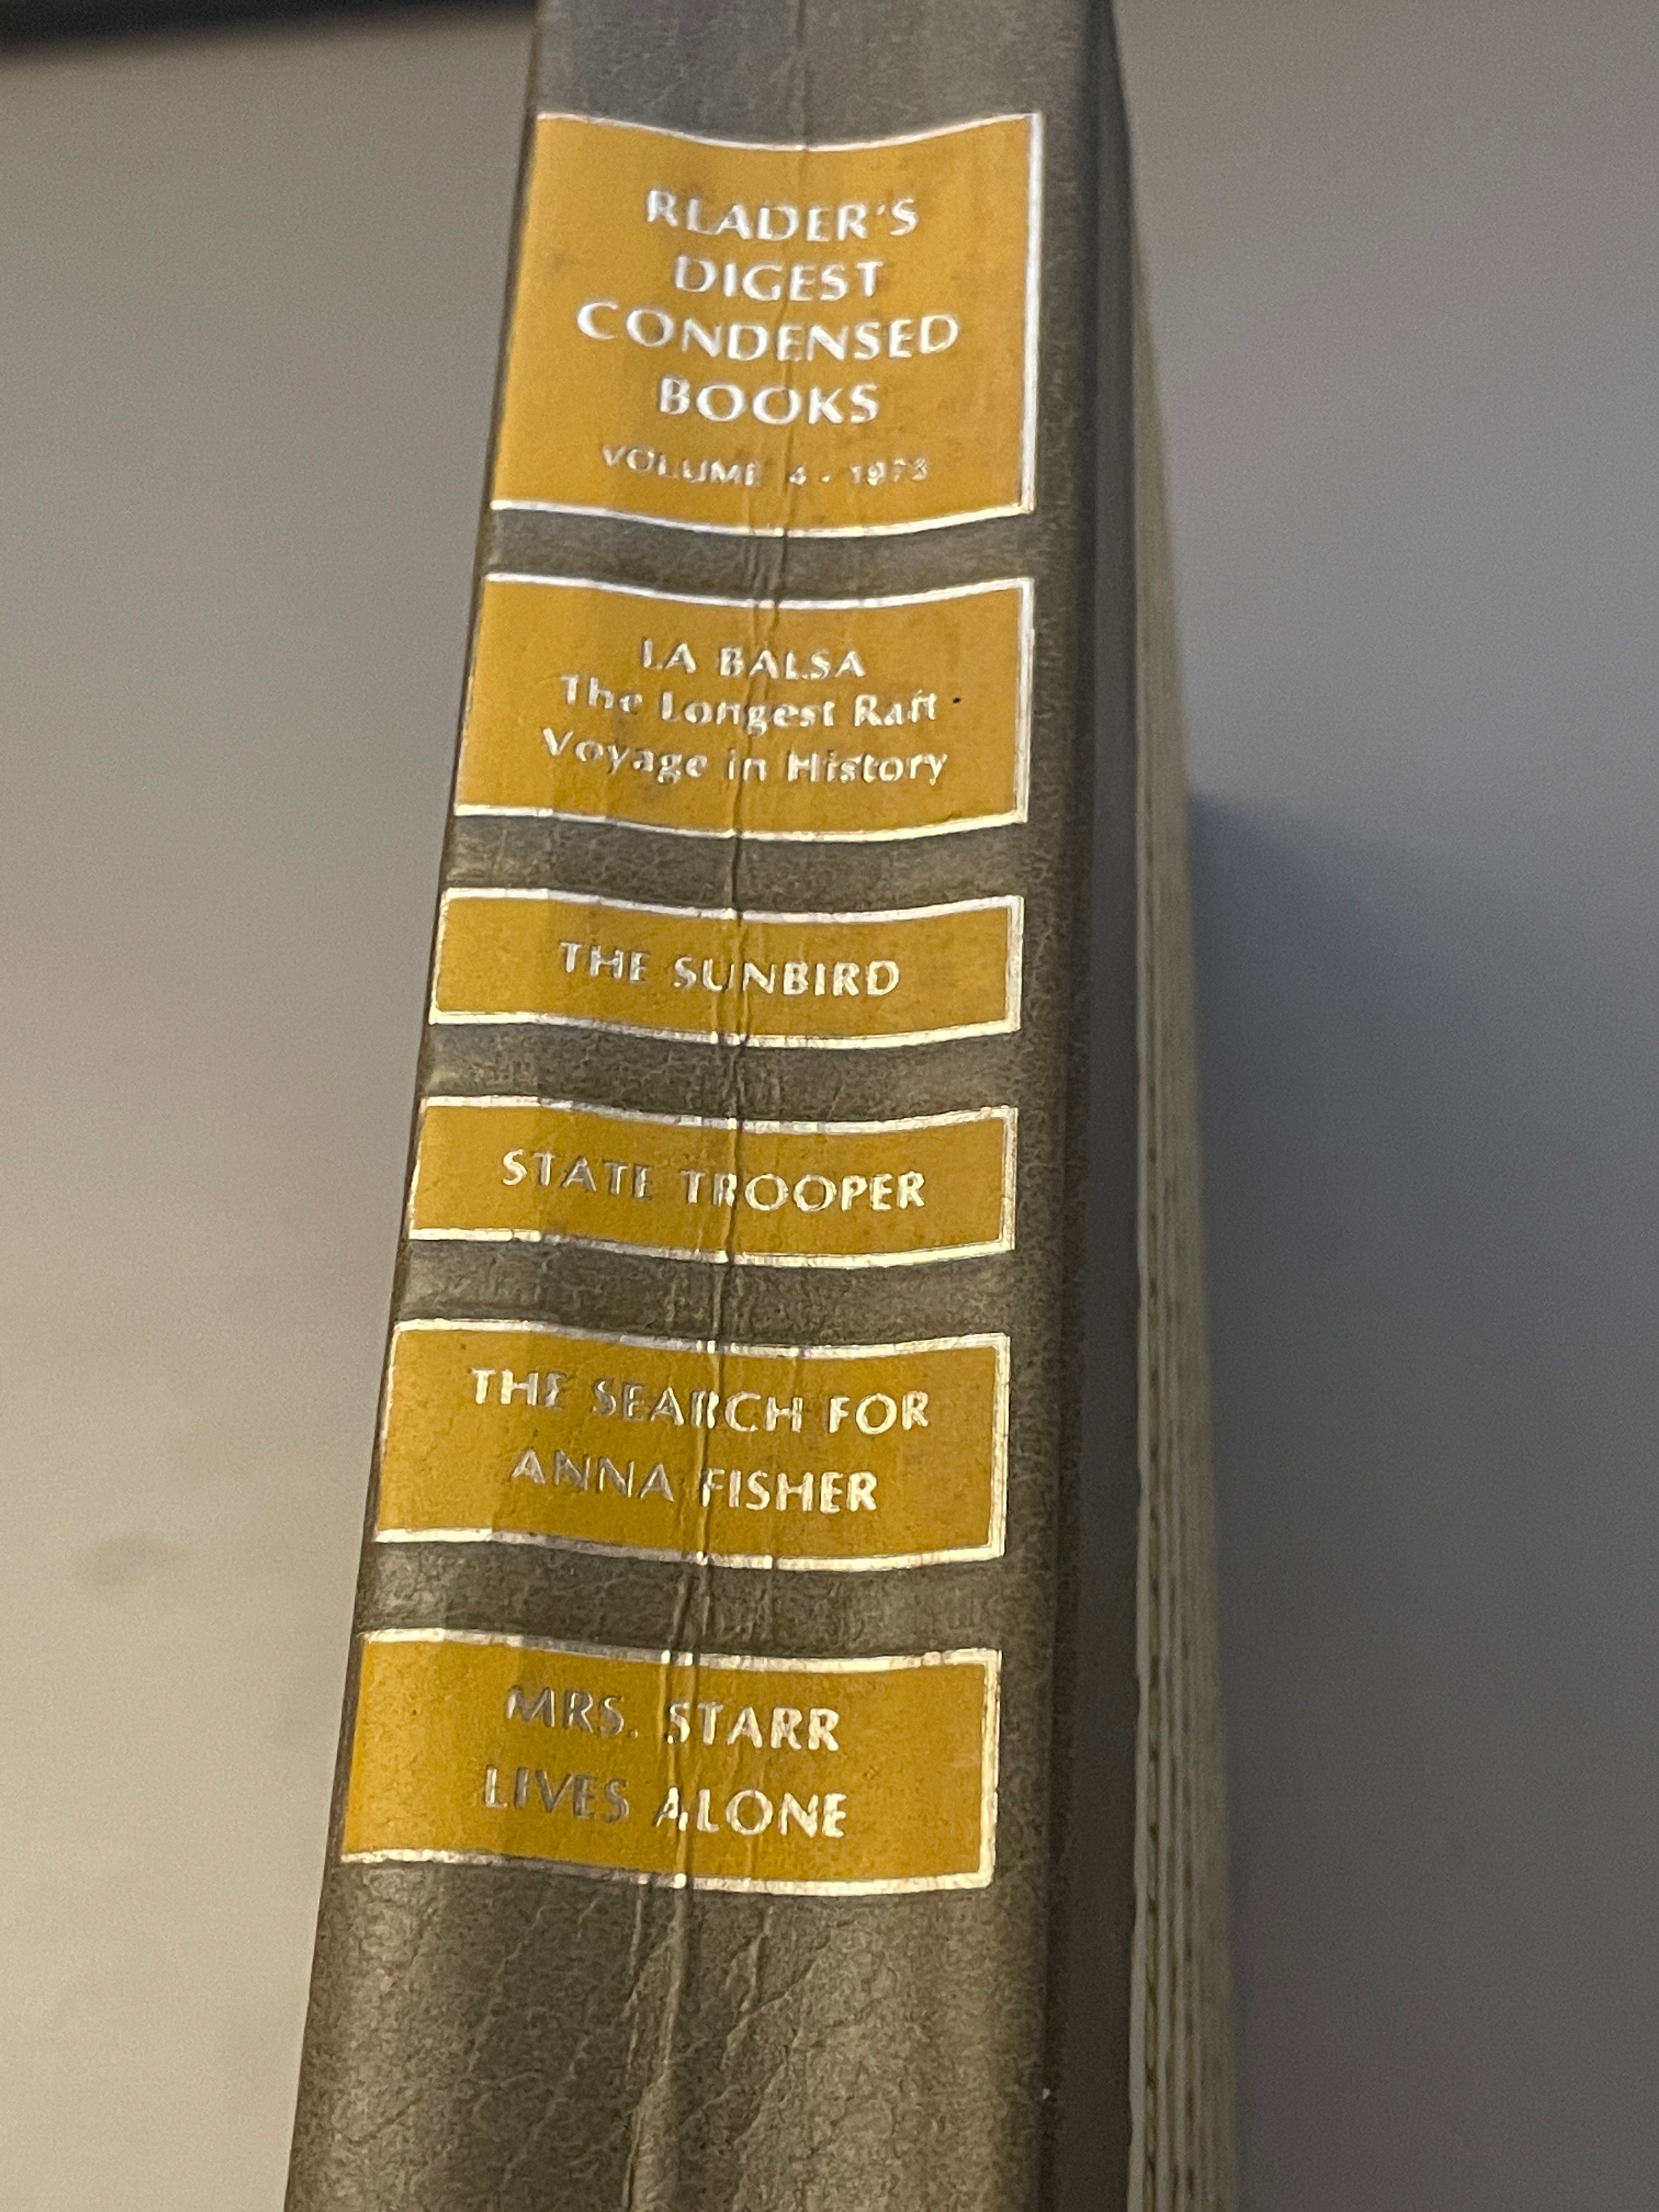 READER'S
DIGEST
CONDENSED
BOOKS
VOLUME 4 · 1973
LA BALSA
The Longest Raft
Voyage in History
THE SUNBIRD
STATE TROOPER
THE SEARCH FOR
ANNA FISHER
MRS. STARR
LIVES ALONE